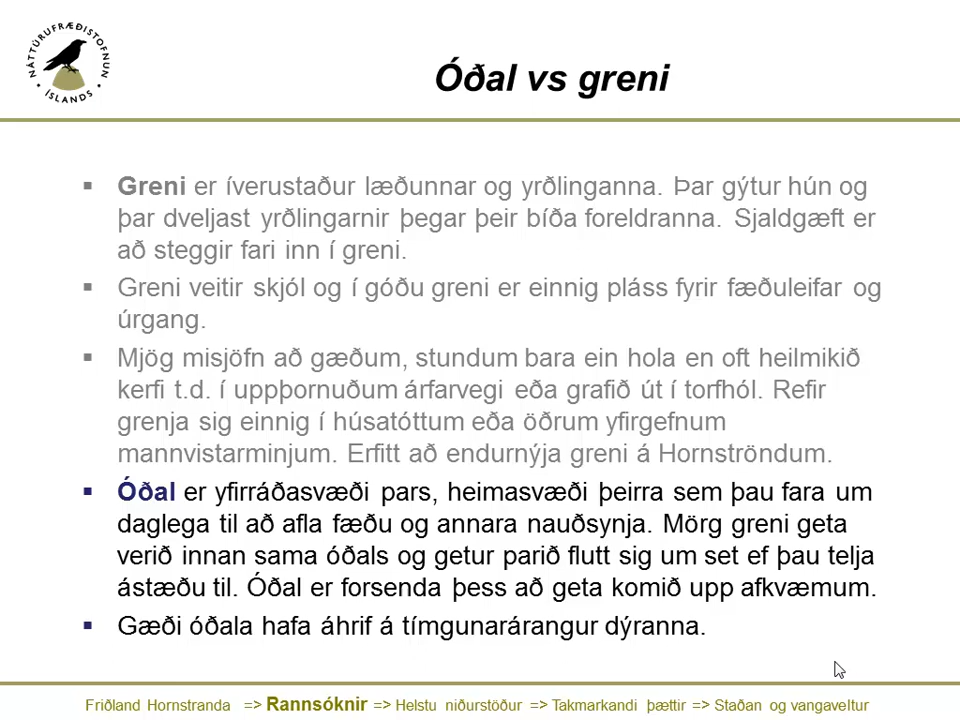 NÁTTÚRUFRÆÐISTOFNUN
ÍSLANDS
Óðal vs greni
▪ Greni er íverustaður læðunnar og yrðlinganna. Þar gýtur hún og
þar dveljast yrðlingarnir þegar þeir bíða foreldranna. Sjaldgæft er
að steggir fari inn í greni.
▪ Greni veitir skjól og í góðu greni er einnig pláss fyrir fæðuleifar og
úrgang.
▪ Mjög misjöfn að gæðum, stundum bara ein hola en oft heilmikið
kerfi t.d. í uppþornuðum árfarvegi eða grafið út í torfhól. Refir
grenja sig einnig í húsatóttum eða öðrum yfirgefnum
mannvistarminjum. Erfitt að endurnýja greni á Hornströndum.
▪ Óðal er yfirráðasvæði pars, heimasvæði þeirra sem þau fara um
daglega til að afla fæðu og annara nauðsynja. Mörg greni geta
verið innan sama óðals og getur parið flutt sig um set ef þau telja
ástæðu til. Óðal er forsenda þess að geta komið upp afkvæmum.
▪ Gæði óðala hafa áhrif á tímgunarárangur dýranna.
Friðland Hornstranda => Rannsóknir => Helstu niðurstöður => Takmarkandi þættir => Staðan og vangaveltur